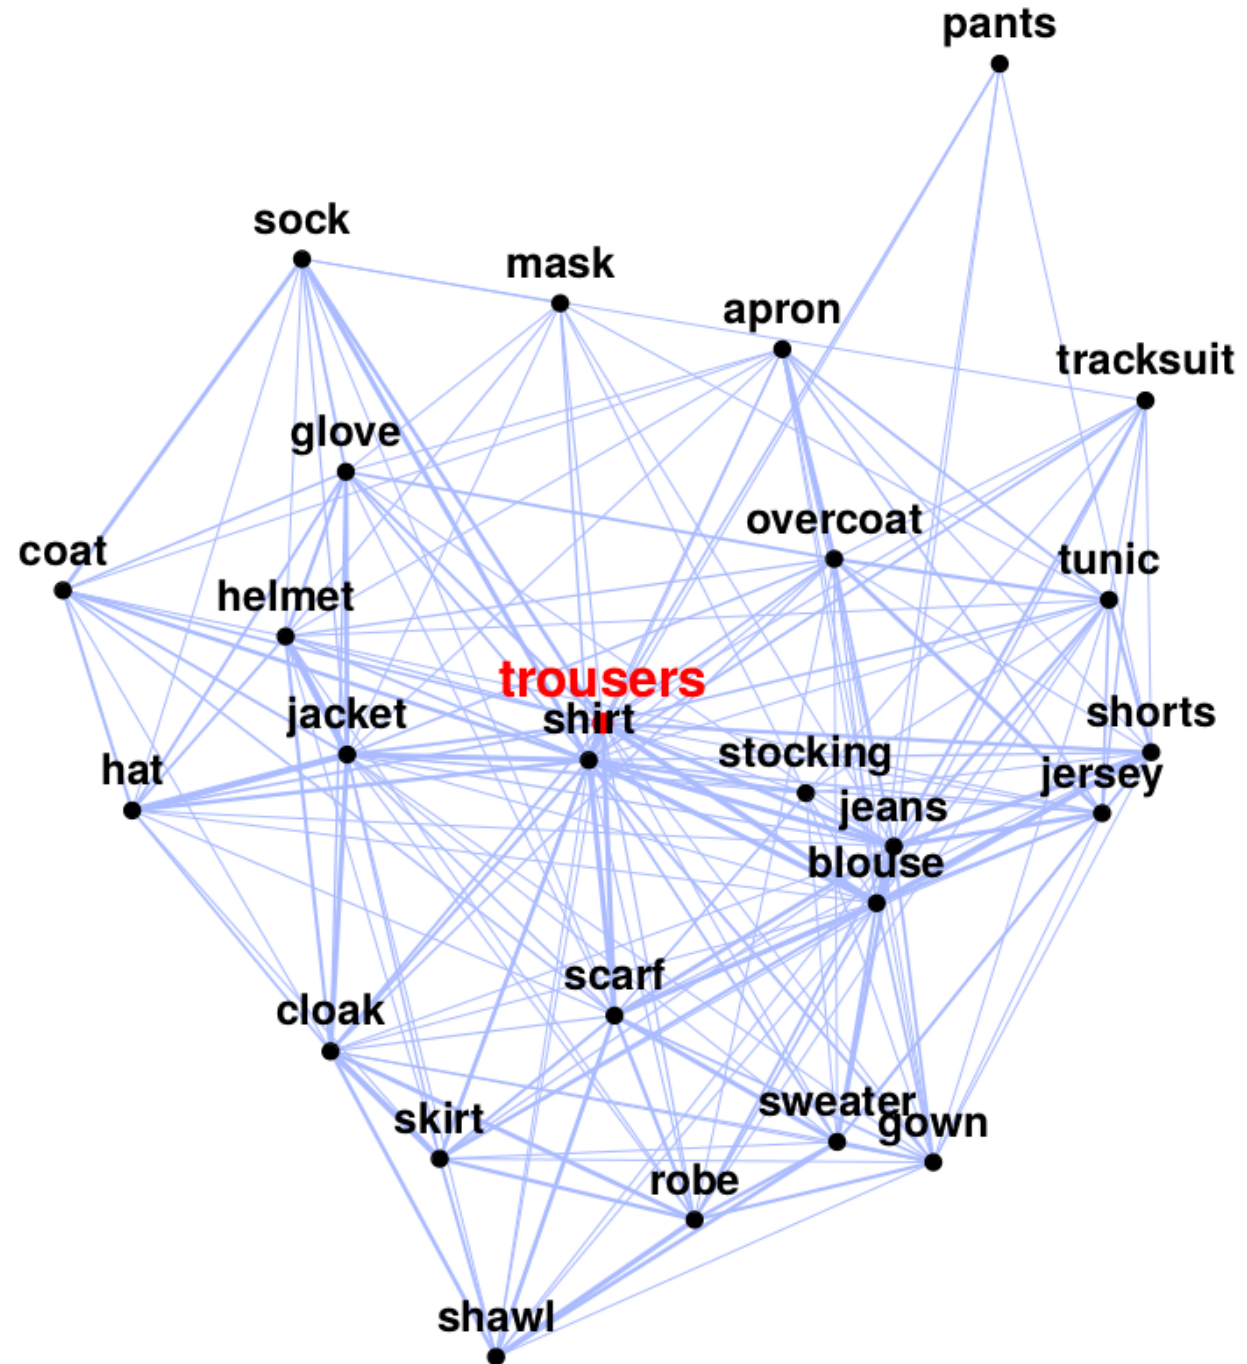 pants
sock
mask
apron
tracksuit
glove
overcoat
coat
tunic
helmet
trousers
jacket
shirt
shorts
stocking
hat
jersey
jeans
blouse
scarf
cloak
sweater
skirt
gown
robe
shawl